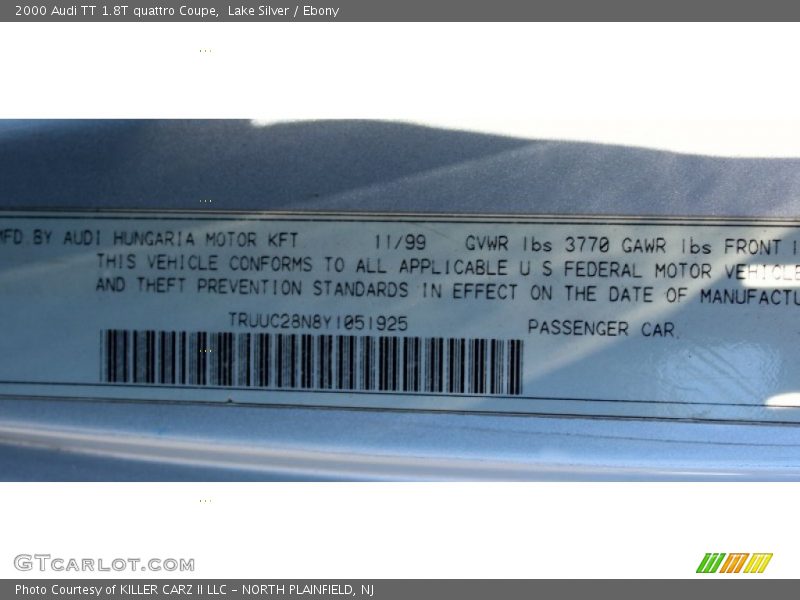 2000 Audi TT 1.8T quattro Coupe, Lake Silver / Ebony
MFD BY AUDI HUNGARIA MOTOR KFT 11/99 GVWR lbs 3770 GAWR lbs FRONT
THIS VEHICLE CONFORMS TO ALL APPLICABLE U S FEDERAL MOTOR VEHICLE
AND THEFT PREVENTION STANDARDS IN EFFECT ON THE DATE OF MANUFACTU
TRUUC28N8Y1051925 PASSENGER CAR
GTCARLOT.COM
Photo Courtesy of KILLER CARZ II LLC - NORTH PLAINFIELD, NJ